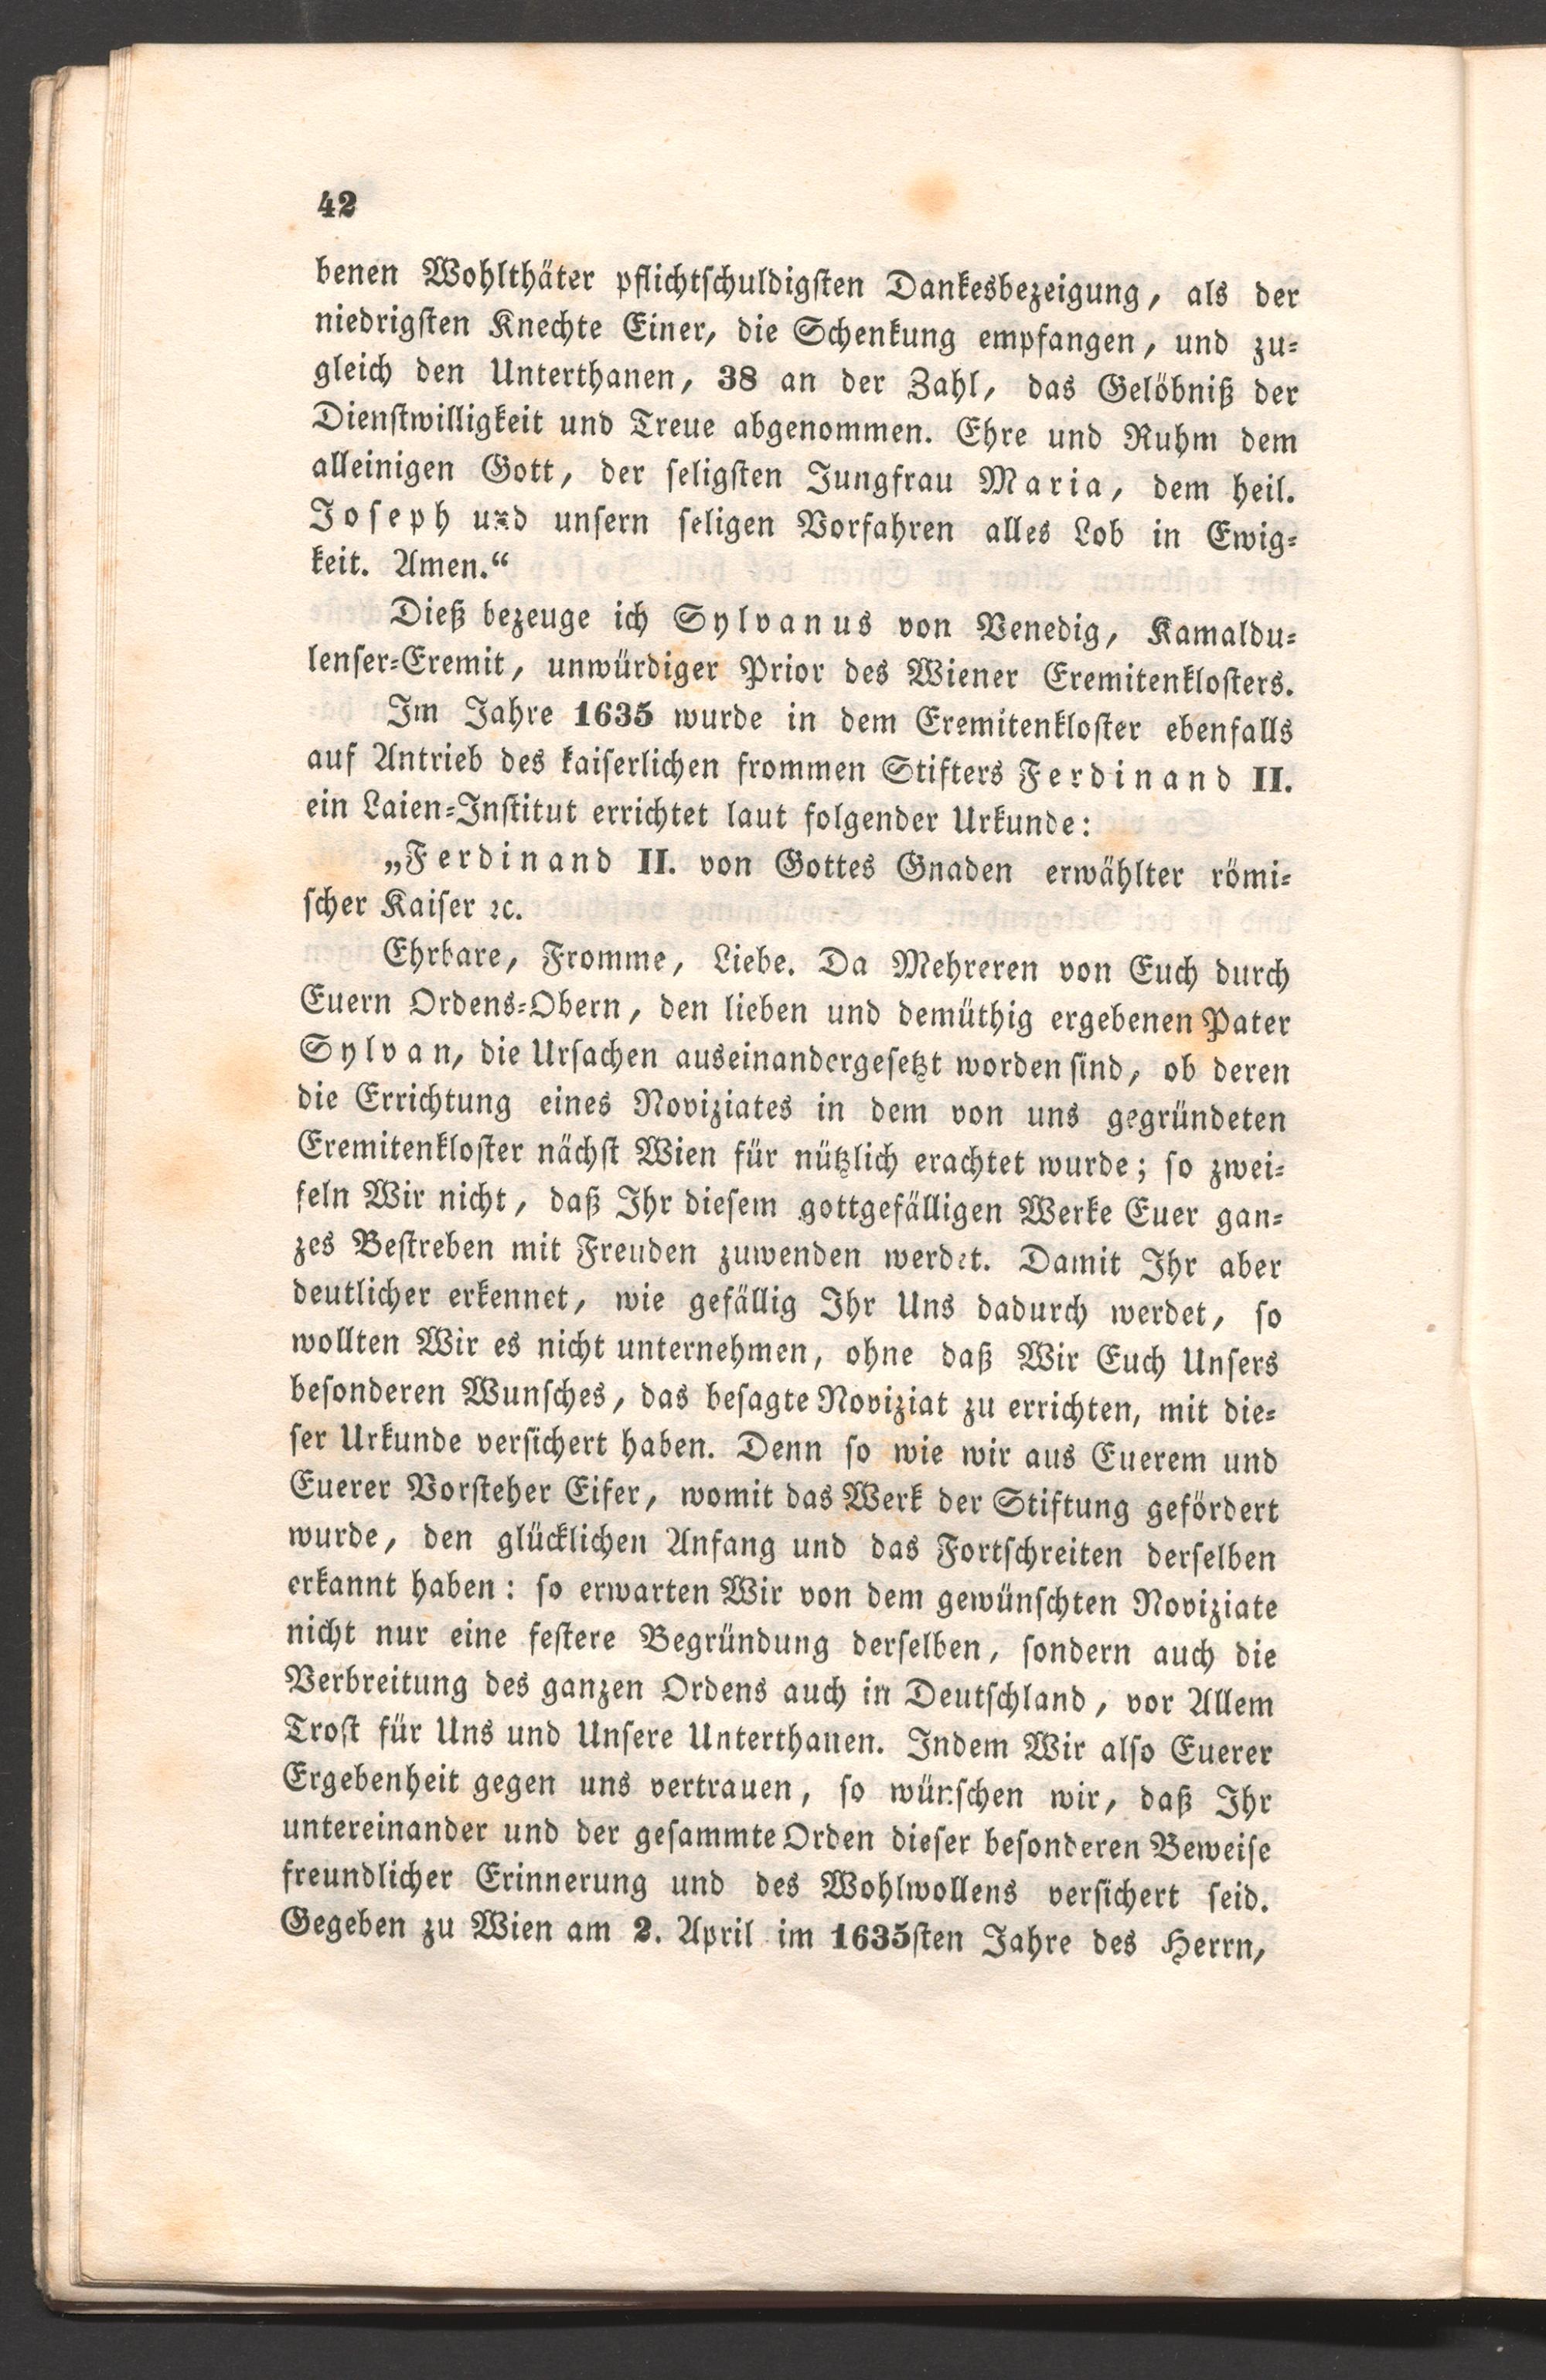 42
benen Wohlthäter pflichtschuldigsten Dankesbezeigung, als der
niedrigsten Knechte Einer, die Schenkung empfangen, und zu-
gleich den Unterthanen, 38 an der Zahl, das Gelöbniß der
Dienstwilligkeit und Treue abgenommen. Ehre und Ruhm dem
alleinigen Gott, der seligsten Jungfrau Maria, dem heil.
Joseph und unsern seligen Vorfahren alles Lob in Ewig-
keit. Amen.“
Dieß bezeuge ich Sylvanus von Venedig, Kamaldu-
lenser-Eremit, unwürdiger Prior des Wiener Eremitenklosters.
Im Jahre 1635 wurde in dem Eremitenkloster ebenfalls
auf Antrieb des kaiserlichen frommen Stifters Ferdinand II.
ein Laien-Institut errichtet laut folgender Urkunde:
„Ferdinand II. von Gottes Gnaden erwählter römi-
scher Kaiser ꝛc.
Ehrbare, Fromme, Liebe. Da Mehreren von Euch durch
Euern Ordens-Obern, den lieben und demüthig ergebenen Pater
Sylvan, die Ursachen auseinandergesetzt worden sind, ob deren
die Errichtung eines Noviziates in dem von uns gegründeten
Eremitenkloster nächst Wien für nützlich erachtet wurde; so zwei-
feln Wir nicht, daß Ihr diesem gottgefälligen Werke Euer gan-
zes Bestreben mit Freuden zuwenden werdet. Damit Ihr aber
deutlicher erkennet, wie gefällig Ihr Uns dadurch werdet, so
wollten Wir es nicht unternehmen, ohne daß Wir Euch Unsers
besonderen Wunsches, das besagte Noviziat zu errichten, mit die-
ser Urkunde versichert haben. Denn so wie wir aus Euerem und
Euerer Vorsteher Eifer, womit das Werk der Stiftung gefördert
wurde, den glücklichen Anfang und das Fortschreiten derselben
erkannt haben: so erwarten Wir von dem gewünschten Noviziate
nicht nur eine festere Begründung derselben, sondern auch die
Verbreitung des ganzen Ordens auch in Deutschland, vor Allem
Trost für Uns und Unsere Unterthanen. Indem Wir also Euerer
Ergebenheit gegen uns vertrauen, so wünschen wir, daß Ihr
untereinander und der gesammte Orden dieser besonderen Beweise
freundlicher Erinnerung und des Wohlwollens versichert seid.
Gegeben zu Wien am 2. April im 1635sten Jahre des Herrn,